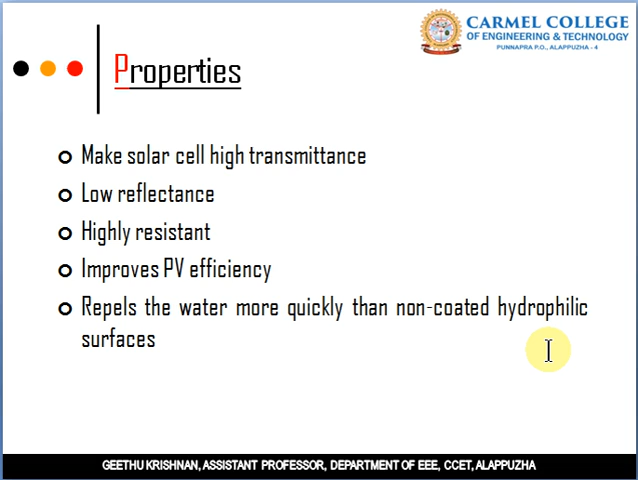 CARMEL COLLEGE
OF ENGINEERING & TECHNOLOGY
PUNNAPRA P.O., ALAPPUZHA - 4
Properties
Make solar cell high transmittance
Low reflectance
Highly resistant
Improves PV efficiency
Repels the water more quickly than non-coated hydrophilic
surfaces
GEETHU KRISHNAN, ASSISTANT PROFESSOR, DEPARTMENT OF EEE, CCET, ALAPPUZHA